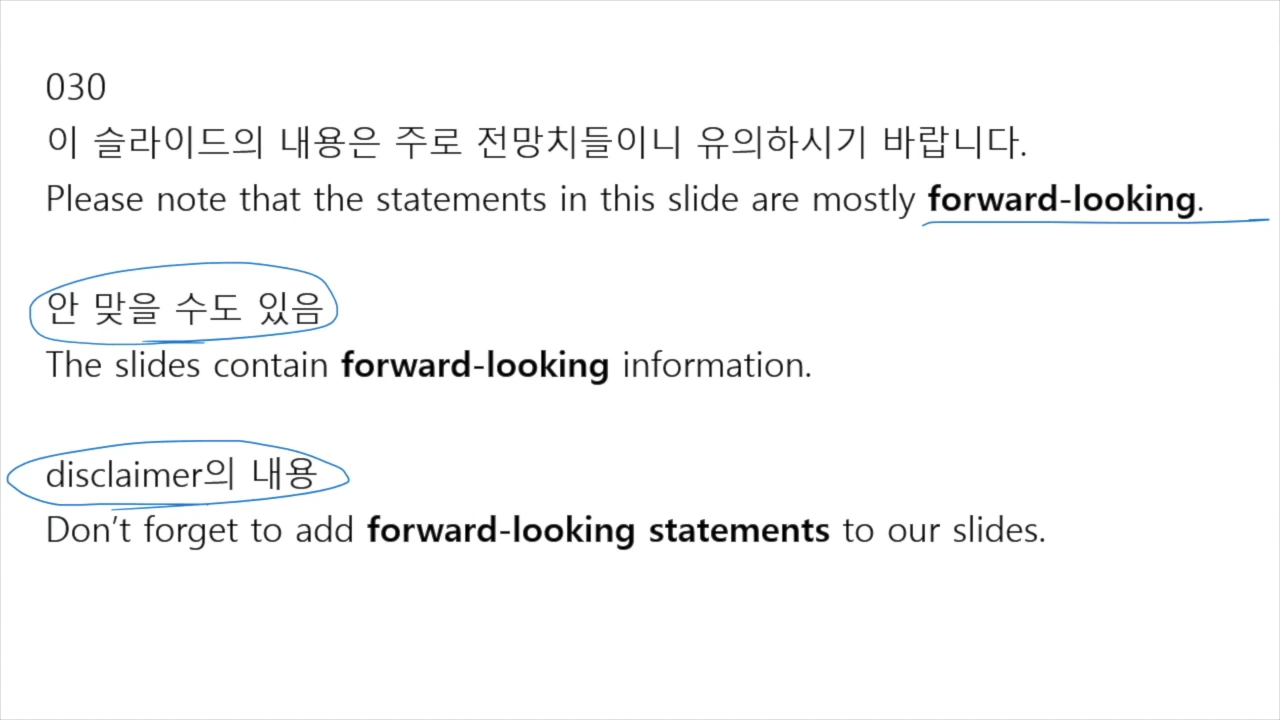 030
이 슬라이드의 내용은 주로 전망치들이니 유의하시기 바랍니다.
Please note that the statements in this slide are mostly forward-looking.
안 맞을 수도 있음
The slides contain forward-looking information.
disclaimer의 내용
Don’t forget to add forward-looking statements to our slides.